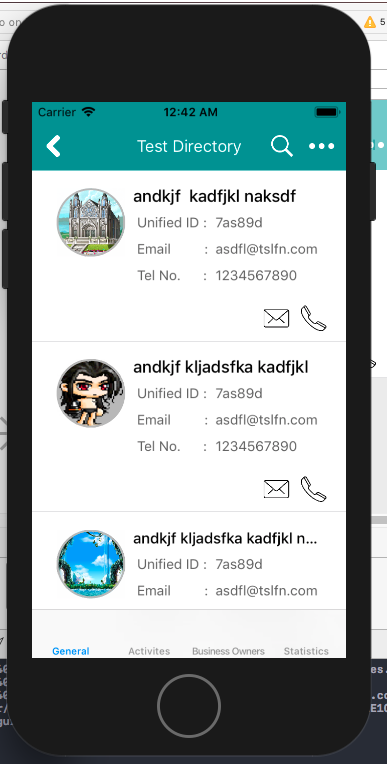 5
Carrier 12:42 AM
Test Directory
andkjf kadfjkl naksdf
Unified ID : 7as89d
Email : asdfl@tslfn.com
Tel No. : 1234567890
andkjf kljadsfka kadfjkl
Unified ID : 7as89d
Email : asdfl@tslfn.com
Tel No. : 1234567890
andkjf kljadsfka kadfjkl n...
Unified ID : 7as89d
Email : asdfl@tslfn.com
General Activites Business Owners Statistics